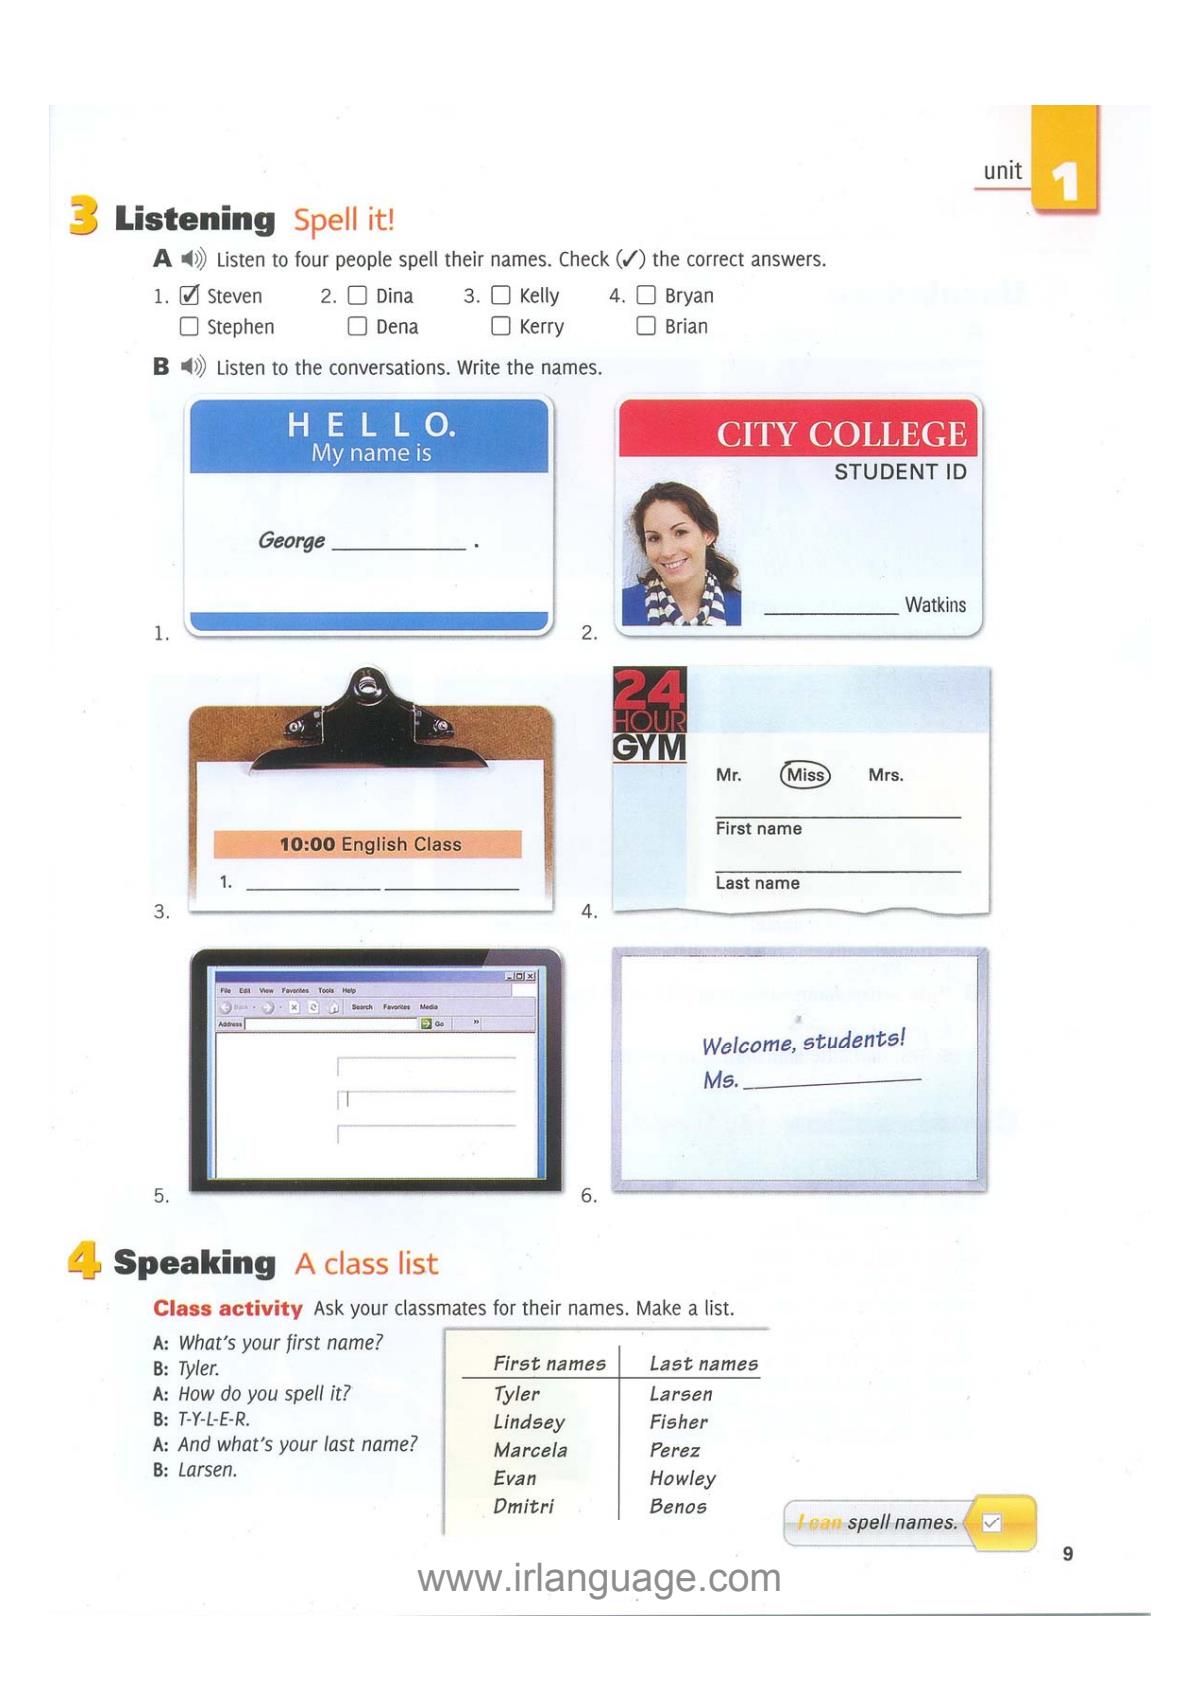 unit 1
3 Listening Spell it!
A Listen to four people spell their names. Check (✓) the correct answers.
1. ☑ Steven 2. ☐ Dina 3. ☐ Kelly 4. ☐ Bryan
☐ Stephen ☐ Dena ☐ Kerry ☐ Brian
B Listen to the conversations. Write the names.
HELLO.
My name is
George ____________ .
1.
CITY COLLEGE
STUDENT ID
____________ Watkins
2.
10:00 English Class
1. ____________ ____________
3.
24
HOUR
GYM
Mr. Miss Mrs.
First name
Last name
4.
File Edit View Favorites Tools Help
Back Search Favorites Media
Address Go »
5.
Welcome, students!
Ms. ____________
6.
4 Speaking A class list
Class activity Ask your classmates for their names. Make a list.
A: What's your first name?
B: Tyler.
A: How do you spell it?
B: T-Y-L-E-R.
A: And what's your last name?
B: Larsen.
First names Last names
Tyler Larsen
Lindsey Fisher
Marcela Perez
Evan Howley
Dmitri Benos
I can spell names. ☑
9
www.irlanguage.com